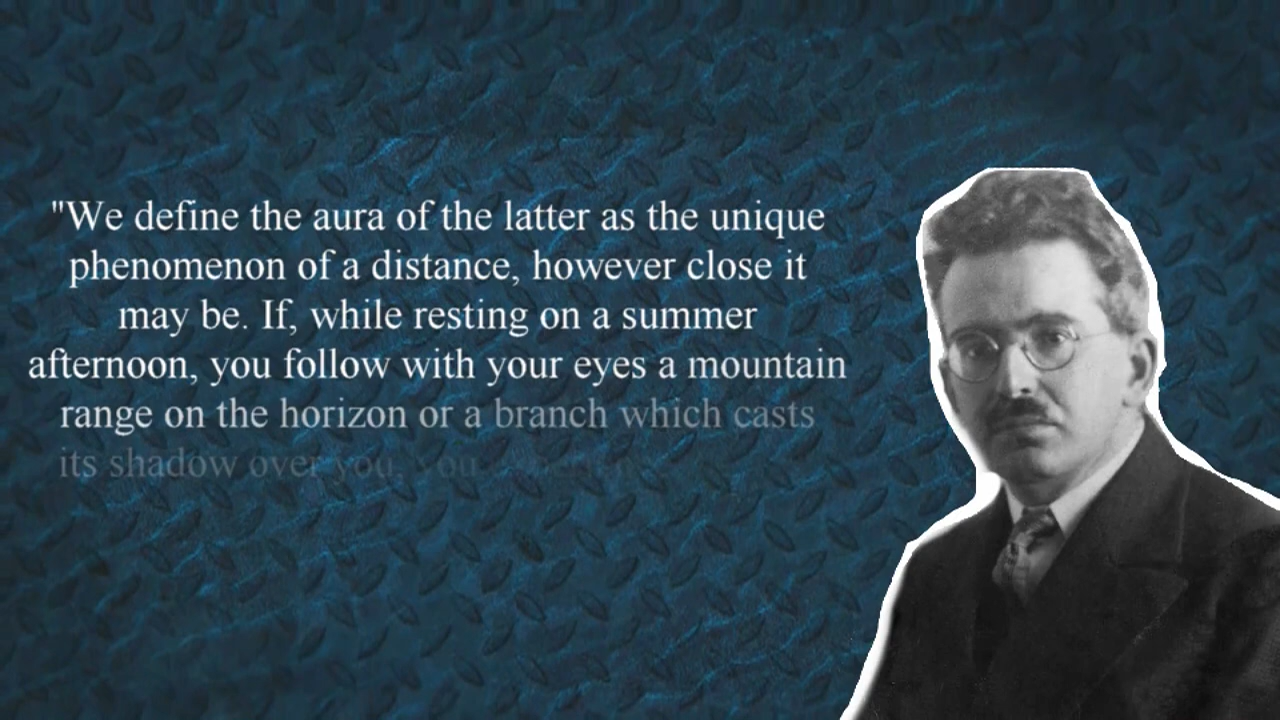 "We define the aura of the latter as the unique
phenomenon of a distance, however close it
may be. If, while resting on a summer
afternoon, you follow with your eyes a mountain
range on the horizon or a branch which casts
its shadow over you, you